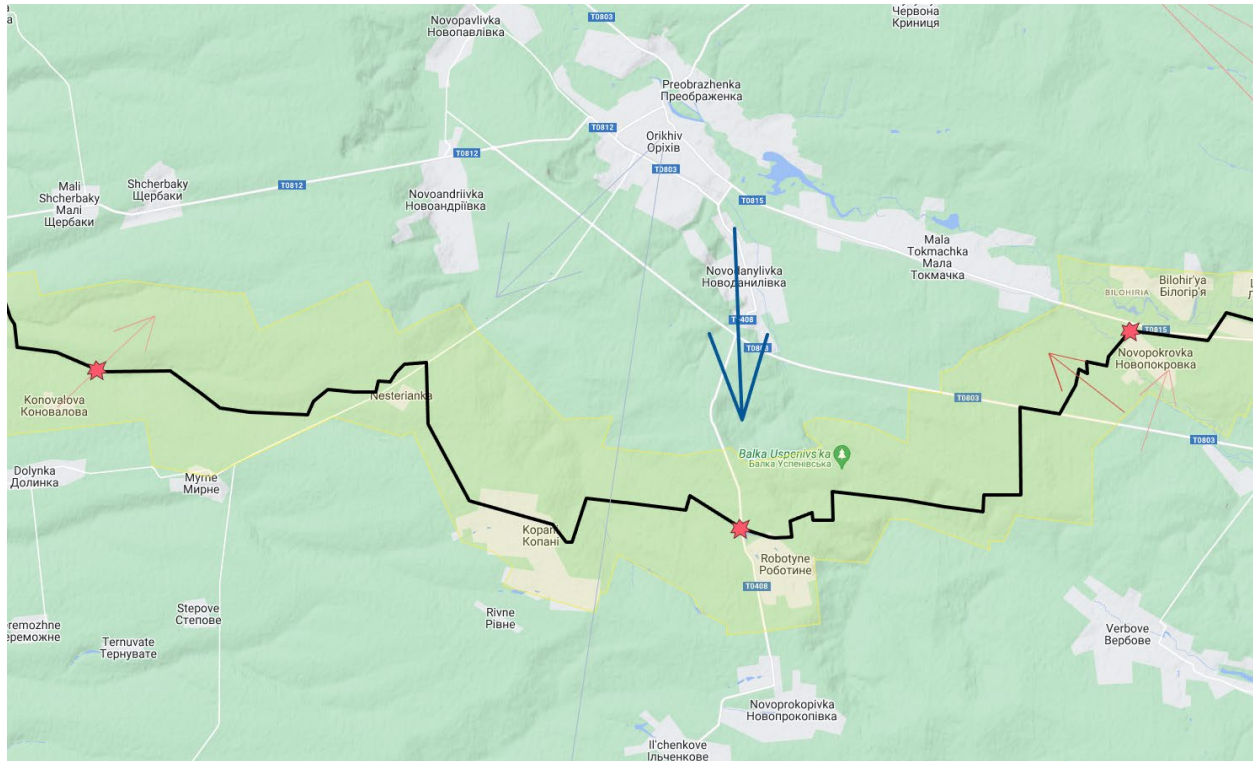 T0803
Novopavlivka
Новопавлівка
Червона
Криниця
Preobrazhenka
Преображенка
T0812
Orikhiv
Оріхів
T0812
T0803
Mali
Shcherbaky
Малі
Щербаки
Shcherbaky
Щербаки
T0812
Novoandriivka
Новоандріївка
T0815
Mala
Tokmachka
Мала
Токмачка
Novodanylivka
Новоданилівка
Bilohir'ya
Білогір'я
BILOHIRIA
T0408
T0803
T0815
Novopokrovka
Новопокровка
Konovalova
Коновалова
Nesterianka
T0803
T0803
Dolynka
Долинка
Myrne
Мирне
Balka Uspeniivs'ka
Балка Успенівська
Kopani
Копані
Robotyne
Роботине
T0408
Stepove
Степове
Rivne
Рівне
Ternuvate
Тернувате
Verbove
Вербове
Novoprokopivka
Новопрокопівка
Il'chenkove
Ільченкове